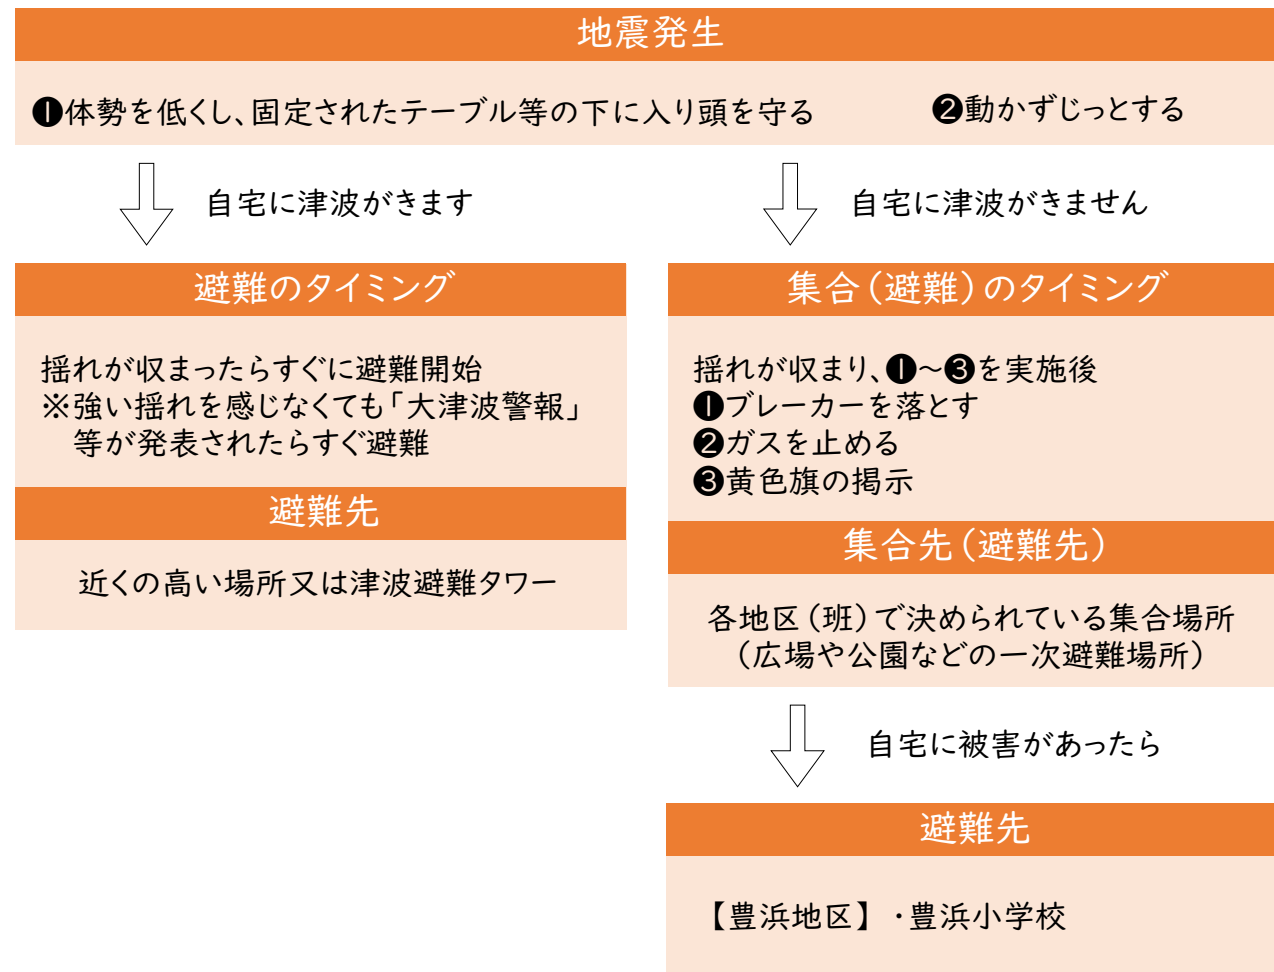 地震発生
❶体勢を低くし、固定されたテーブル等の下に入り頭を守る
❷動かずじっとする
自宅に津波がきます
避難のタイミング
揺れが収まったらすぐに避難開始
※強い揺れを感じなくても「大津波警報」
等が発表されたらすぐ避難
避難先
近くの高い場所又は津波避難タワー
自宅に津波がきません
集合(避難)のタイミング
揺れが収まり、❶～❸を実施後
❶ブレーカーを落とす
❷ガスを止める
❸黄色旗の掲示
集合先(避難先)
各地区(班)で決められている集合場所
(広場や公園などの一次避難場所)
自宅に被害があったら
避難先
【豊浜地区】・豊浜小学校